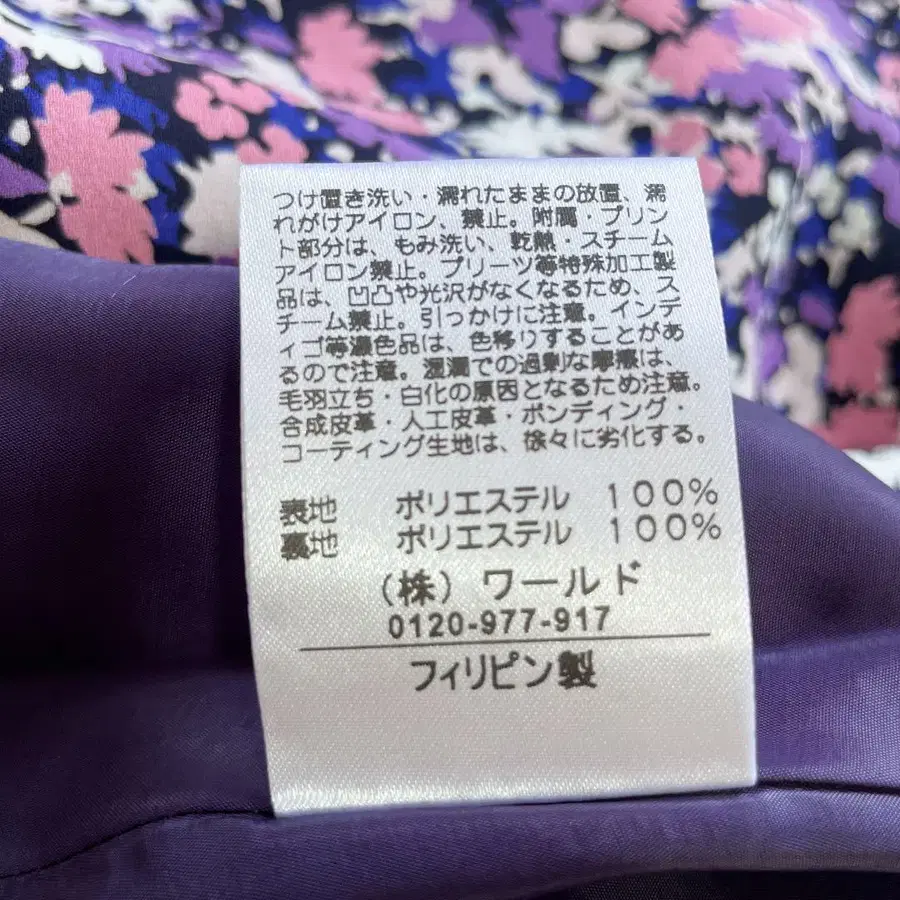 つけ置き洗い・濡れたままの放置、濡
れがけアイロン、禁止。附属・プリン
ト部分は、もみ洗い、乾熱・スチーム
アイロン禁止。プリーツ等特殊加工製
品は、凹凸や光沢がなくなるため、ス
チーム禁止。引っかけに注意。インデ
ィゴ等濃色品は、色移りすることがあ
るので注意。湿潤での過剰な摩擦は、
毛羽立ち・白化の原因となるため注意。
合成皮革・人工皮革・ボンディング・
コーティング生地は、徐々に劣化する。
表地 ポリエステル 100%
裏地 ポリエステル 100%
(株)ワールド
0120-977-917
フィリピン製